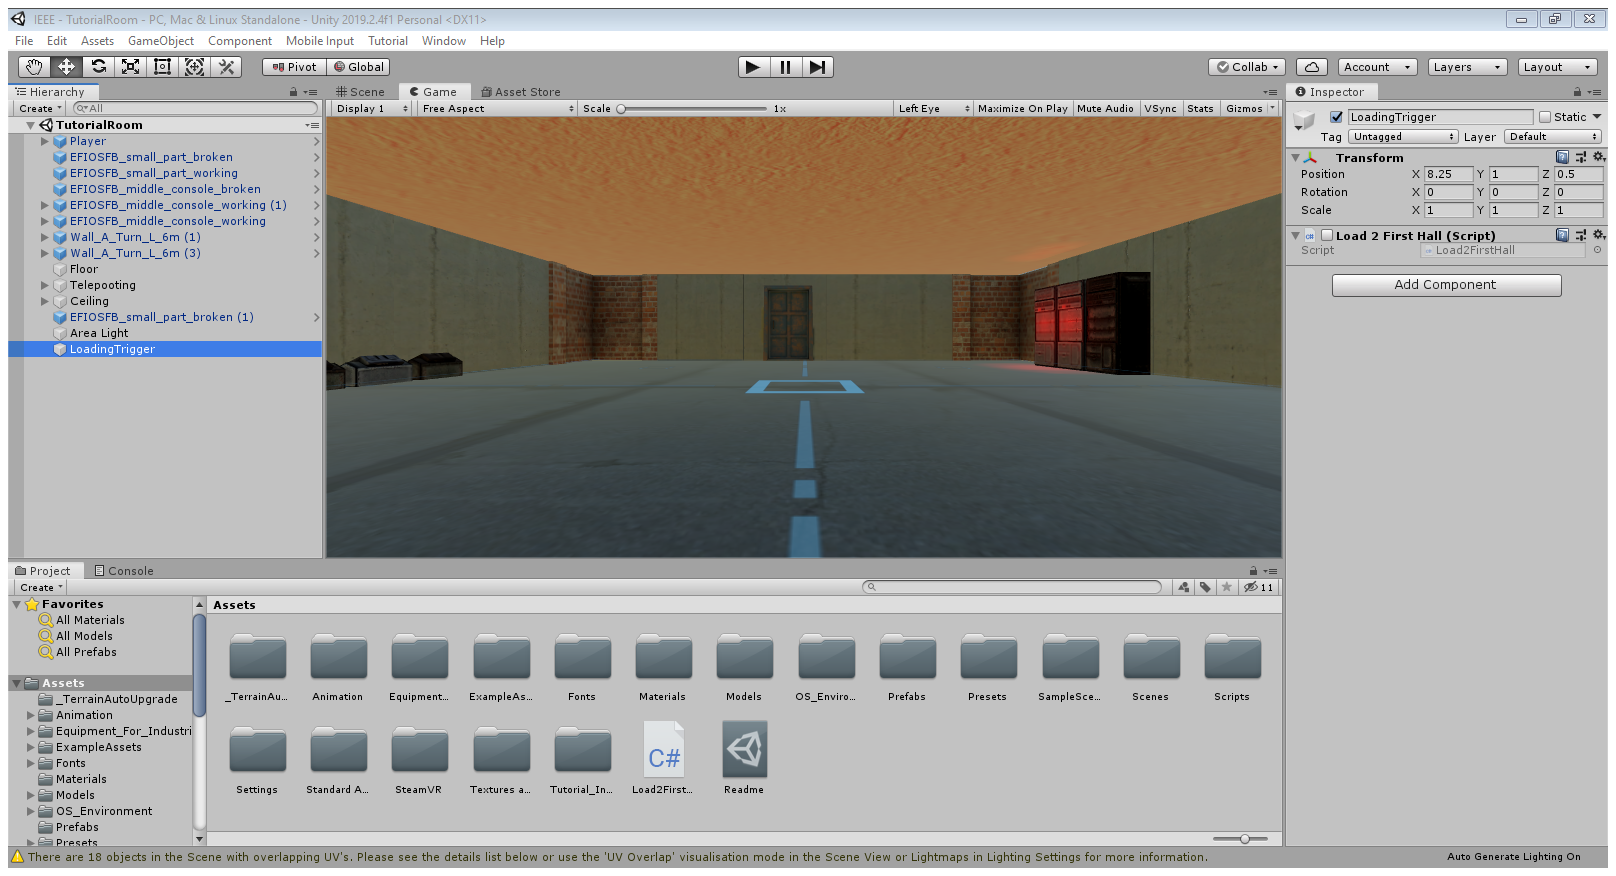 IEEE - TutorialRoom - PC, Mac & Linux Standalone - Unity 2019.2.4f1 Personal <DX11>
File Edit Assets GameObject Component Mobile Input Tutorial Window Help
Pivot Global Collab Account Layers Layout
Hierarchy
Create All
TutorialRoom
Player
EFIOSFB_small_part_broken
EFIOSFB_small_part_working
EFIOSFB_middle_console_broken
EFIOSFB_middle_console_working (1)
EFIOSFB_middle_console_working
Wall_A_Turn_L_6m (1)
Wall_A_Turn_L_6m (3)
Floor
Telepooting
Ceiling
EFIOSFB_small_part_broken (1)
Area Light
LoadingTrigger
Scene Game Asset Store
Display 1 Free Aspect Scale 1x Left Eye Maximize On Play Mute Audio VSync Stats Gizmos
Inspector
LoadingTrigger Static
Tag Untagged Layer Default
Transform
Position X 8.25 Y 1 Z 0.5
Rotation X 0 Y 0 Z 0
Scale X 1 Y 1 Z 1
Load 2 First Hall (Script)
Script Load2FirstHall
Add Component
Project Console
Create 11
Favorites
All Materials
All Models
All Prefabs
Assets
_TerrainAutoUpgrade
Animation
Equipment_For_Industri
ExampleAssets
Fonts
Materials
Models
OS_Environment
Prefabs
Presets
Assets
_TerrainAu... Animation Equipment... ExampleAs... Fonts Materials Models OS_Enviro... Prefabs Presets SampleSce... Scenes Scripts
Settings Standard A... SteamVR Textures a... Tutorial_In... C# Load2First... Readme
There are 18 objects in the Scene with overlapping UV's. Please see the details list below or use the 'UV Overlap' visualisation mode in the Scene View or Lightmaps in Lighting Settings for more information.
Auto Generate Lighting On